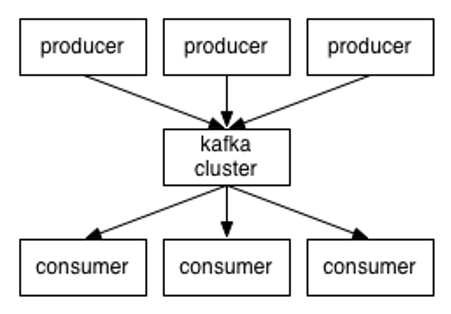 producer
producer
producer
kafka
cluster
consumer
consumer
consumer